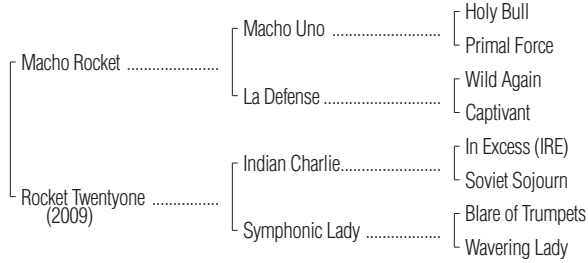 Holy Bull
Macho Uno ........................
Primal Force
Macho Rocket ....................
Wild Again
La Defense ..........................
Captivant
In Excess (IRE)
Indian Charlie......................
Soviet Sojourn
Rocket Twentyone ..............
(2009)
Blare of Trumpets
Symphonic Lady .................
Wavering Lady